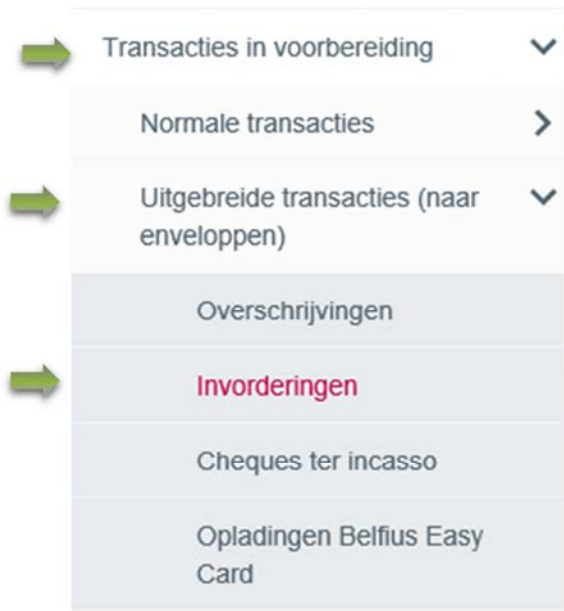 Transacties in voorbereiding
Normale transacties
Uitgebreide transacties (naar
enveloppen)
Overschrijvingen
Invorderingen
Cheques ter incasso
Opladingen Belfius Easy
Card